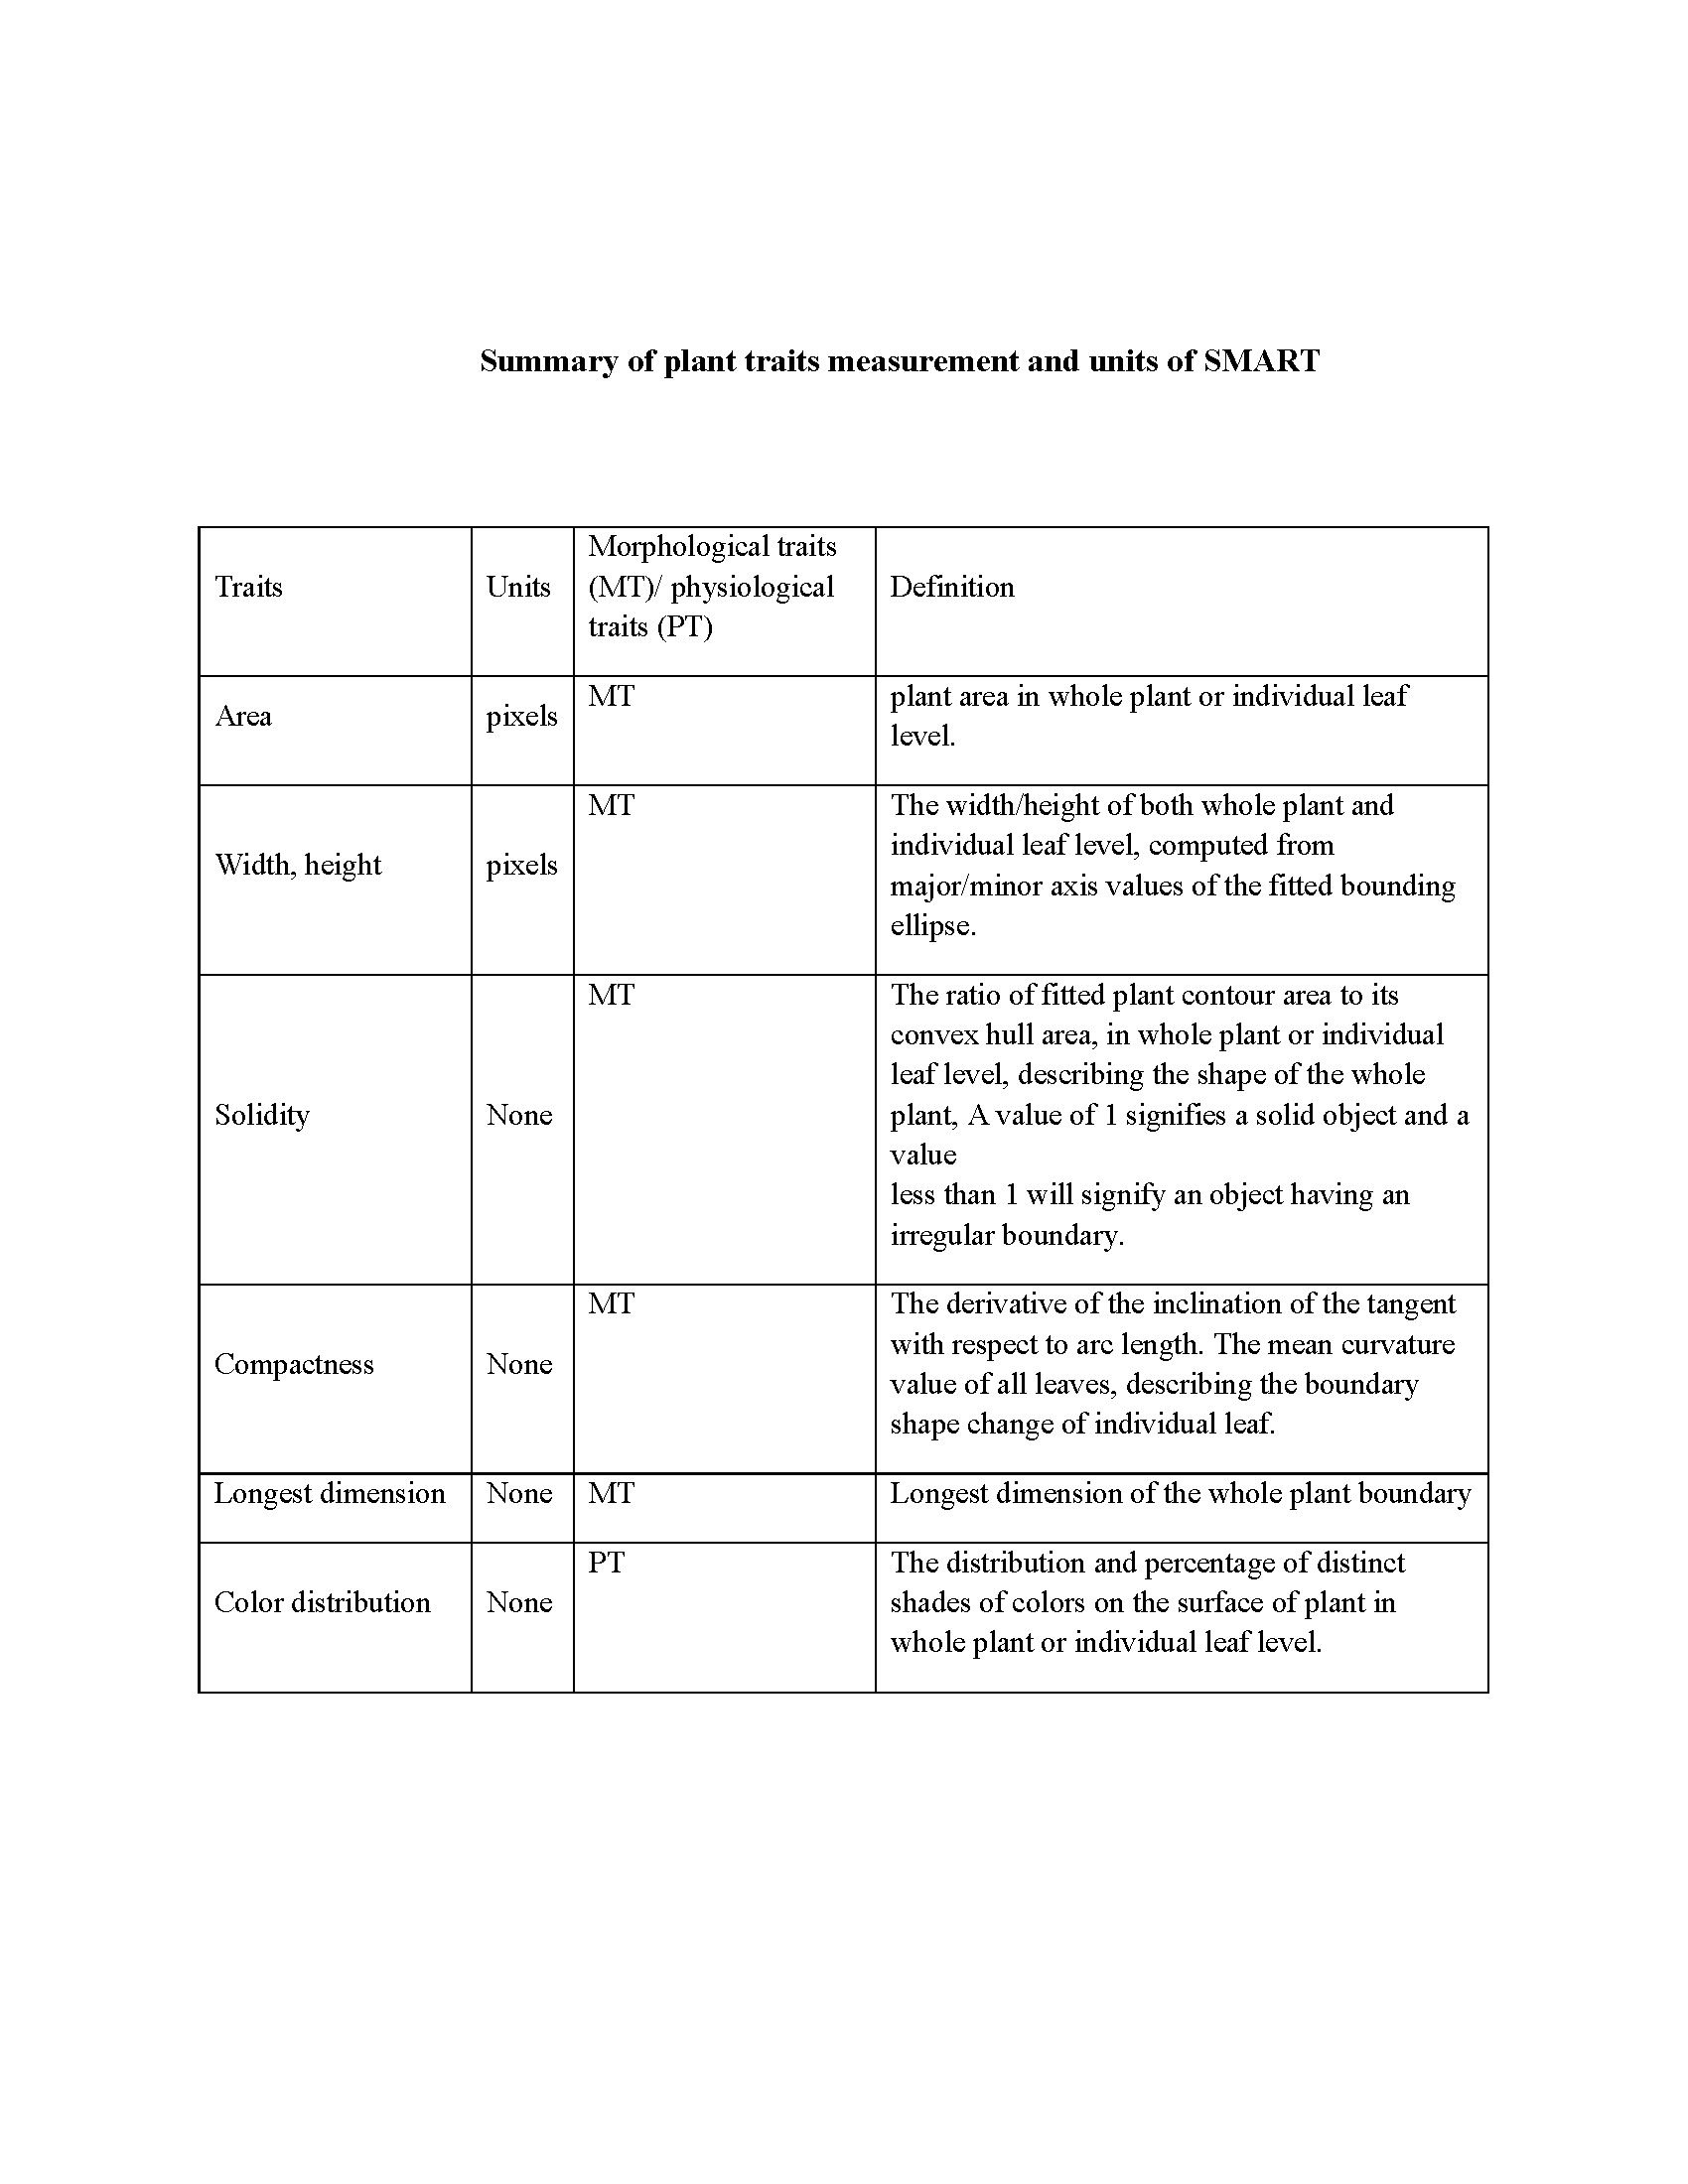 Summary of plant traits measurement and units of SMART
Traits
Units
Morphological traits
(MT)/ physiological
traits (PT)
Definition
Area
pixels
MT
plant area in whole plant or individual leaf
level.
Width, height
pixels
MT
The width/height of both whole plant and
individual leaf level, computed from
major/minor axis values of the fitted bounding
ellipse.
Solidity
None
MT
The ratio of fitted plant contour area to its
convex hull area, in whole plant or individual
leaf level, describing the shape of the whole
plant, A value of 1 signifies a solid object and a
value
less than 1 will signify an object having an
irregular boundary.
Compactness
None
MT
The derivative of the inclination of the tangent
with respect to arc length. The mean curvature
value of all leaves, describing the boundary
shape change of individual leaf.
Longest dimension
None
MT
Longest dimension of the whole plant boundary
Color distribution
None
PT
The distribution and percentage of distinct
shades of colors on the surface of plant in
whole plant or individual leaf level.